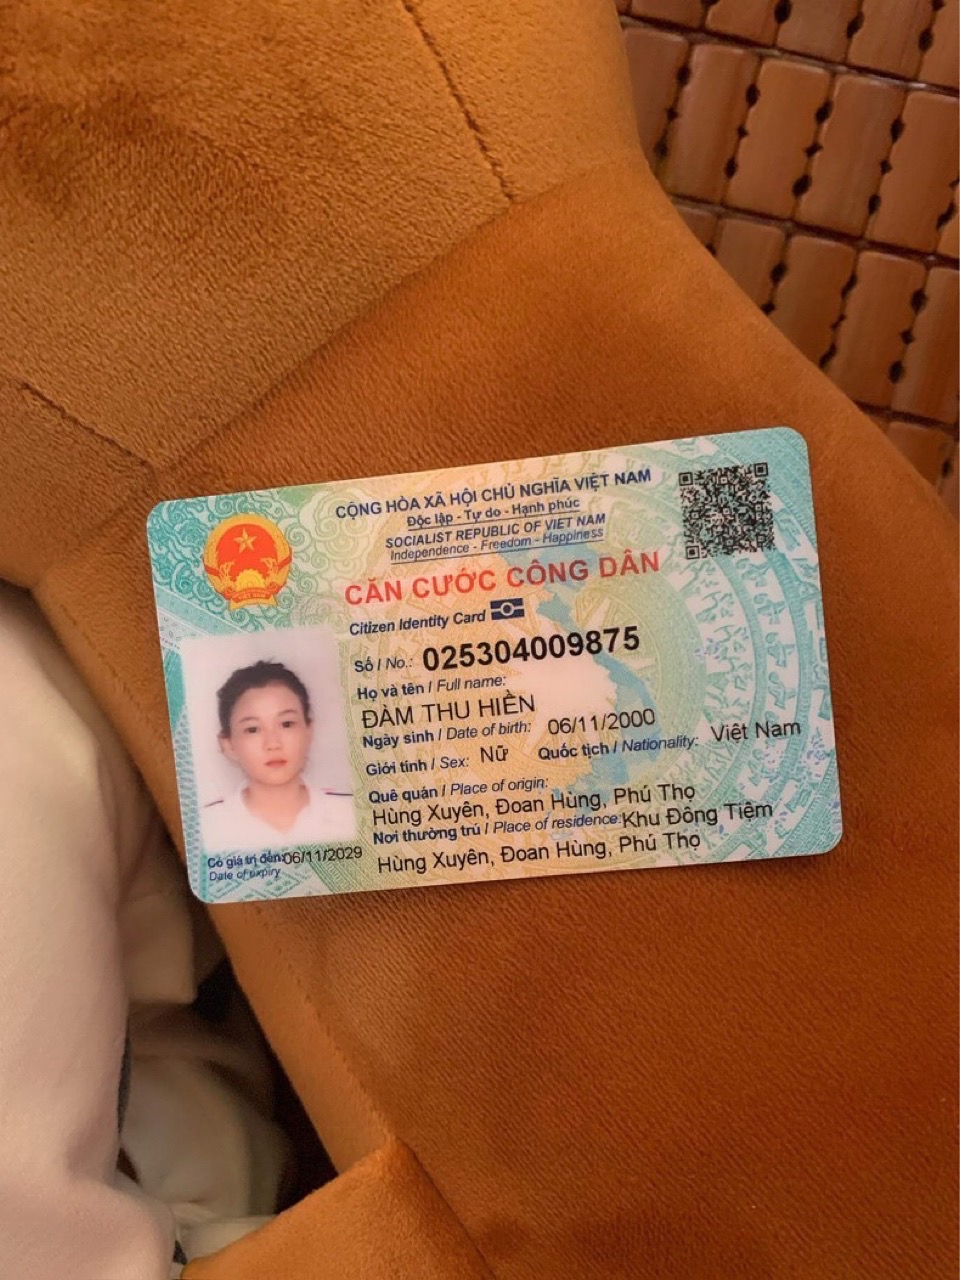 CỘNG HÒA XÃ HỘI CHỦ NGHĨA VIỆT NAM
Độc lập - Tự do - Hạnh phúc
SOCIALIST REPUBLIC OF VIET NAM
Independence - Freedom - Happiness
CĂN CƯỚC CÔNG DÂN
Citizen Identity Card
Số / No.: 025304009875
Họ và tên / Full name:
ĐÀM THU HIỀN
Ngày sinh / Date of birth: 06/11/2000
Giới tính / Sex: Nữ Quốc tịch / Nationality: Việt Nam
Quê quán / Place of origin:
Hùng Xuyên, Đoan Hùng, Phú Thọ
Nơi thường trú / Place of residence: Khu Đông Tiệm
Hùng Xuyên, Đoan Hùng, Phú Thọ
Có giá trị đến: 06/11/2029
Date of expiry